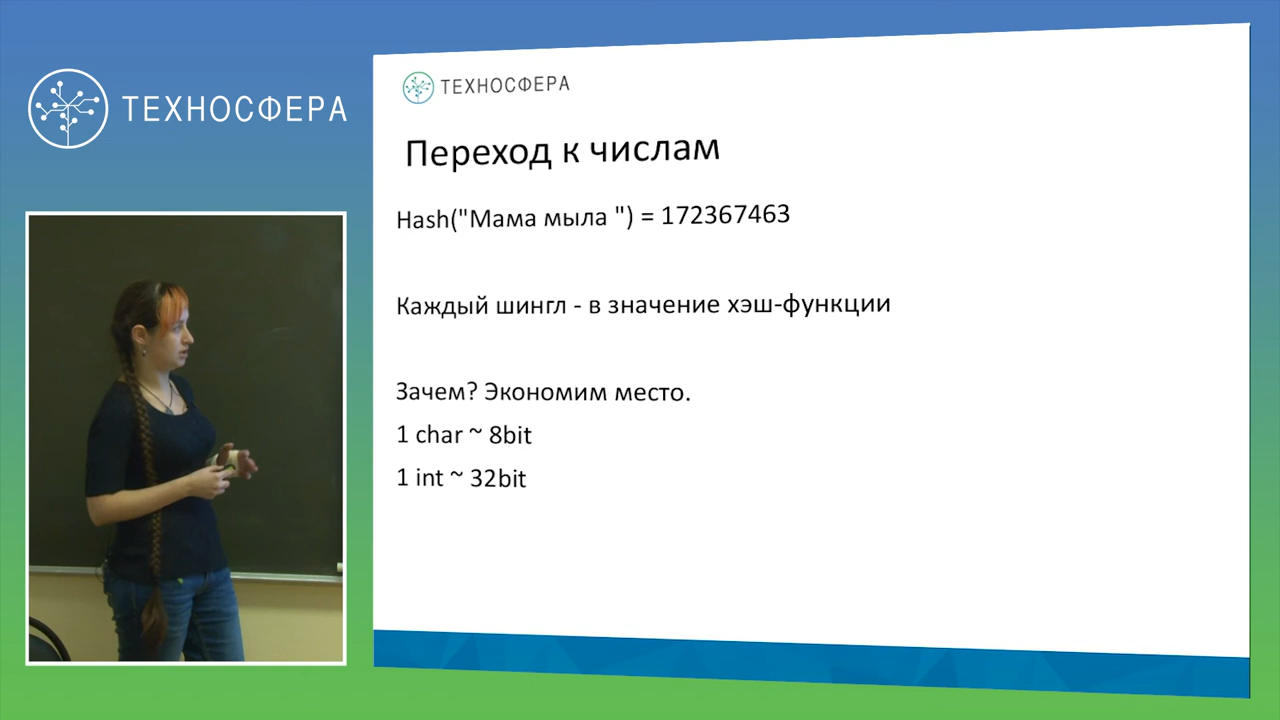 ТЕХНОСФЕРА
ТЕХНОСФЕРА
Переход к числам
Hash("Мама мыла ") = 172367463
Каждый шингл - в значение хэш-функции
Зачем? Экономим место.
1 char ~ 8bit
1 int ~ 32bit